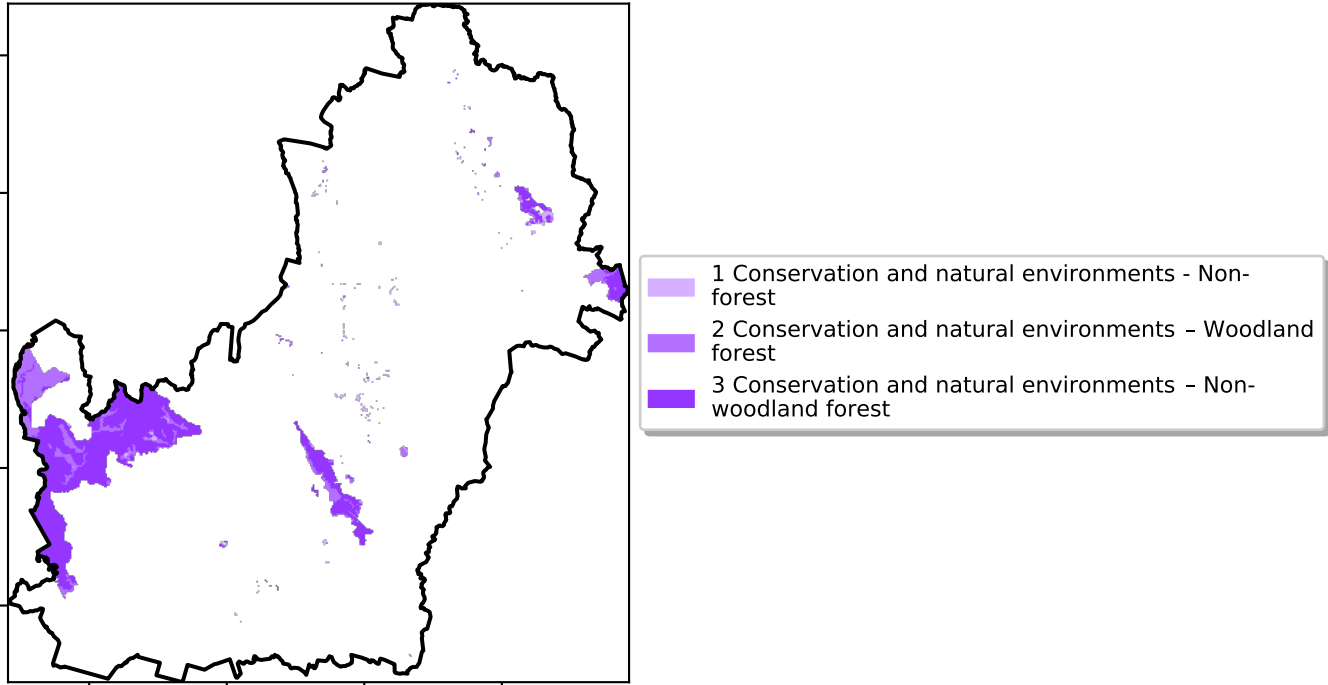 1 Conservation and natural environments - Non-
forest
2 Conservation and natural environments – Woodland
forest
3 Conservation and natural environments – Non-
woodland forest